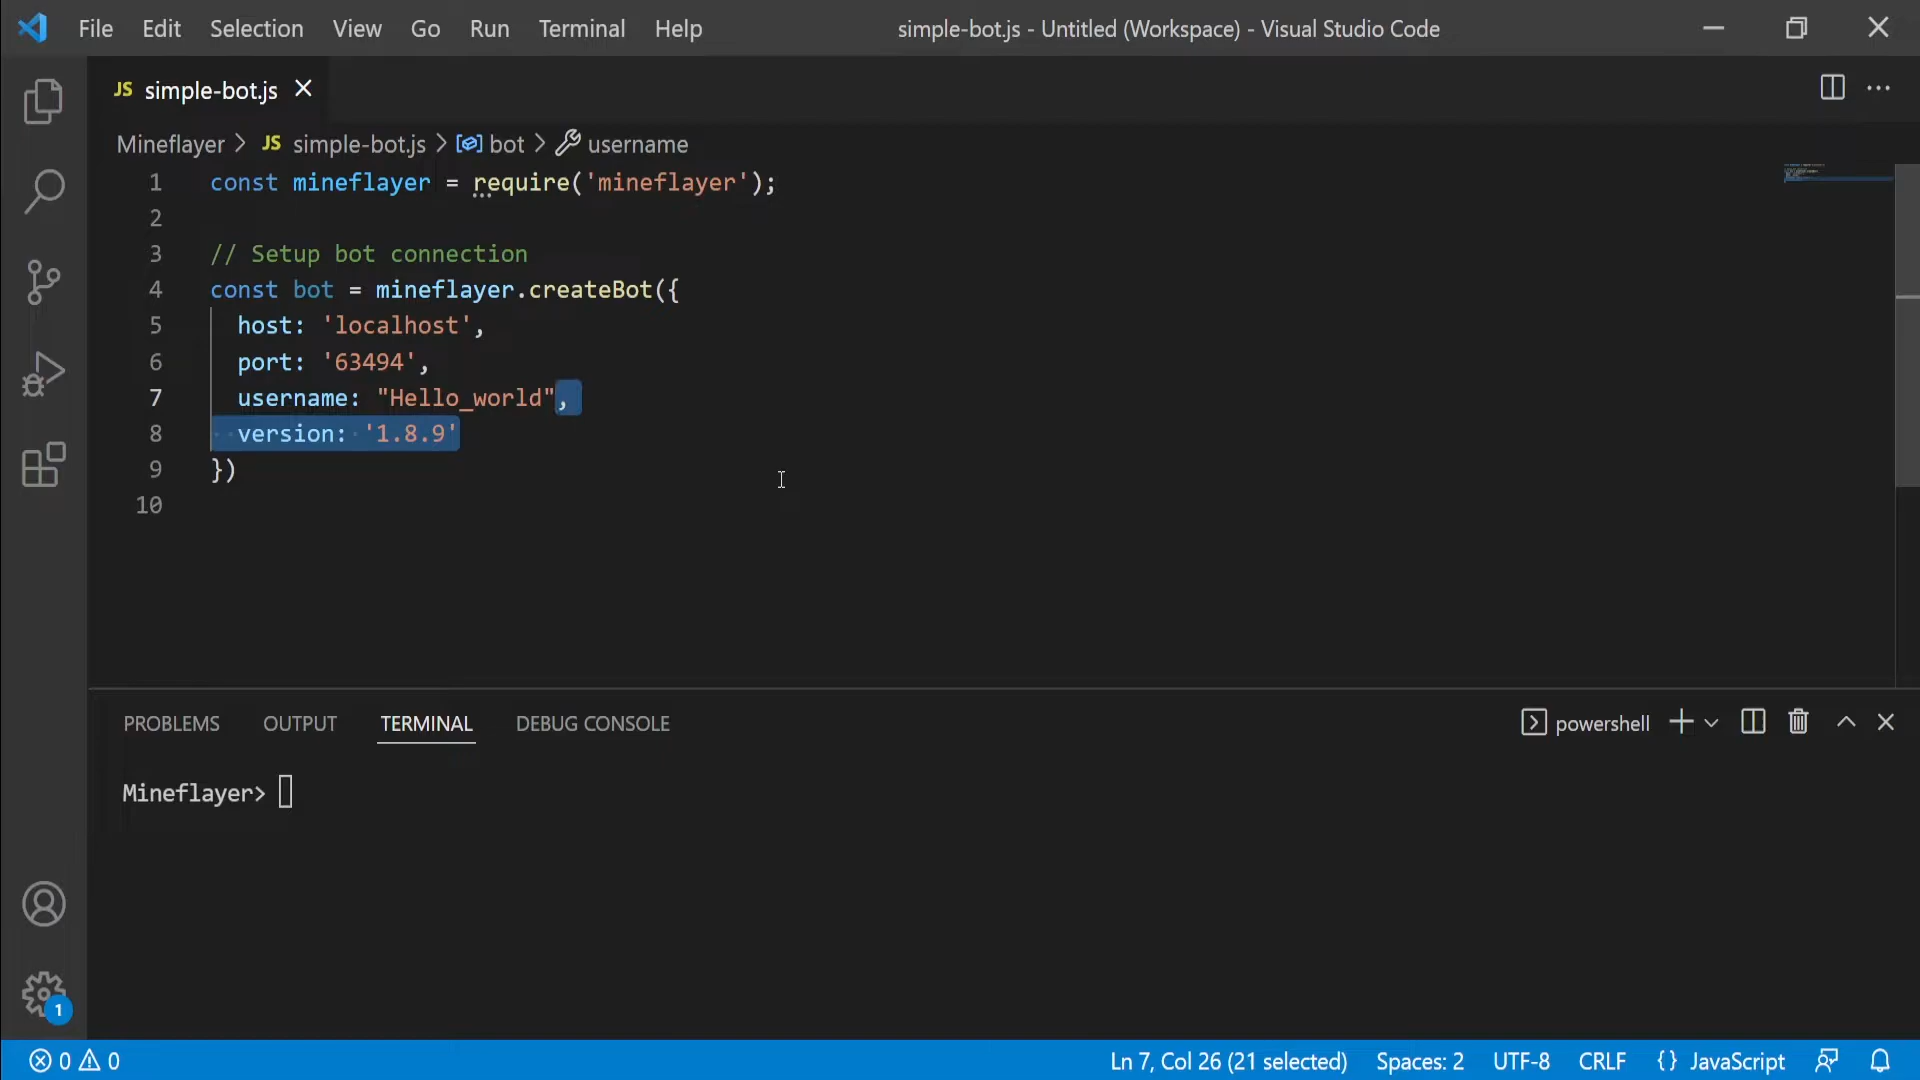 File Edit Selection View Go Run Terminal Help simple-bot.js - Untitled (Workspace) - Visual Studio Code
JS simple-bot.js
Mineflayer > JS simple-bot.js > bot > username
1 const mineflayer = require('mineflayer');
2
3 // Setup bot connection
4 const bot = mineflayer.createBot({
5 host: 'localhost',
6 port: '63494',
7 username: "Hello_world",
8 version: '1.8.9'
9 })
10
PROBLEMS OUTPUT TERMINAL DEBUG CONSOLE powershell
Mineflayer>
1
0 0 Ln 7, Col 26 (21 selected) Spaces: 2 UTF-8 CRLF {} JavaScript